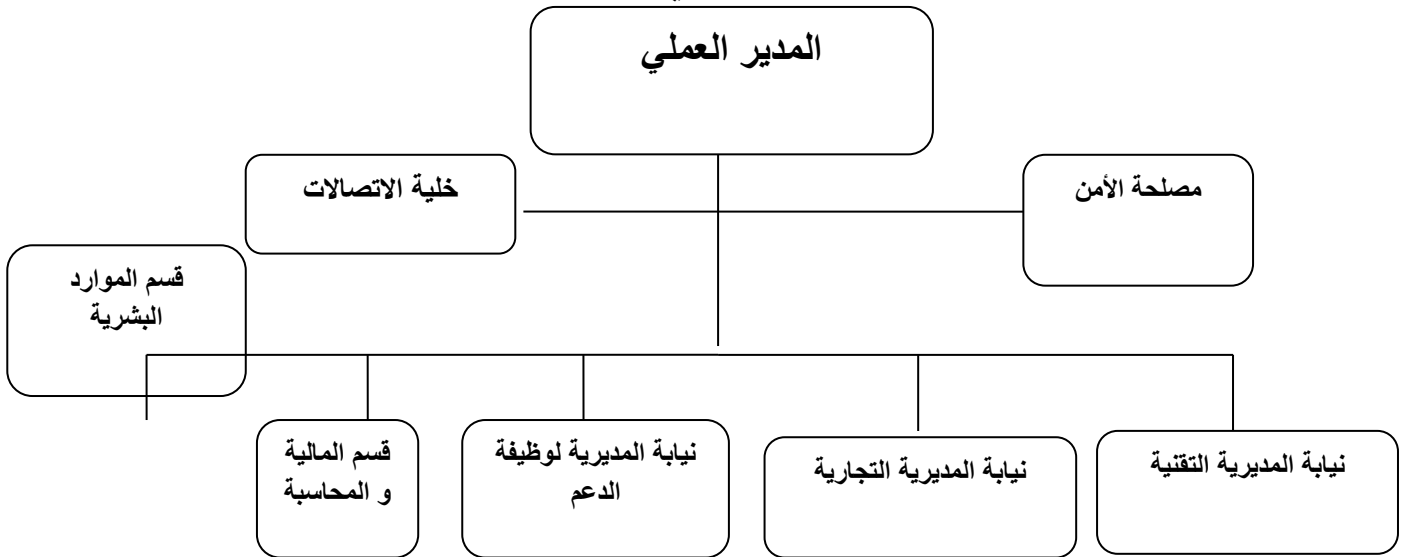 المدير العملي
خلية الاتصالات
مصلحة الأمن
قسم الموارد
البشرية
قسم المالية
و المحاسبة
نيابة المديرية لوظيفة
الدعم
نيابة المديرية التجارية
نيابة المديرية التقنية